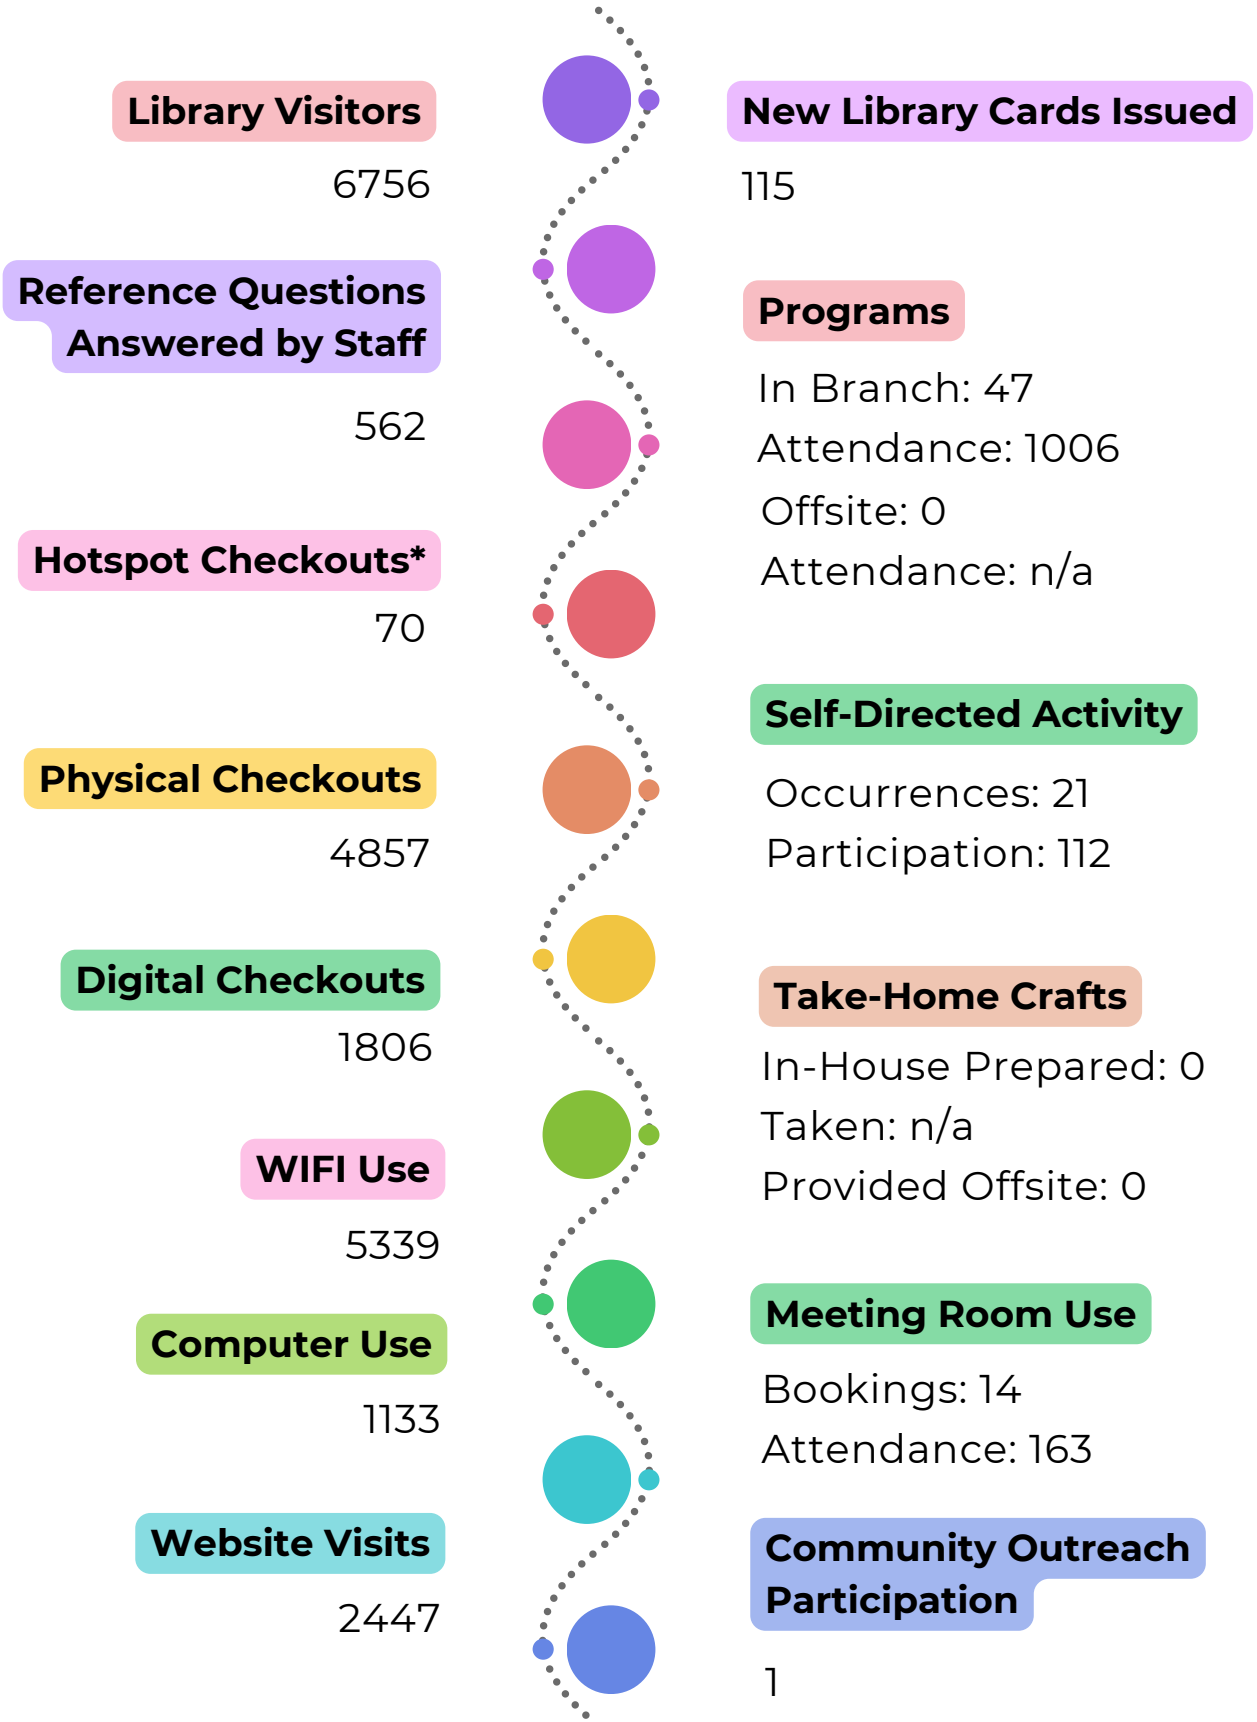 Library Visitors
6756
Reference Questions
Answered by Staff
562
Hotspot Checkouts*
70
Physical Checkouts
4857
Digital Checkouts
1806
WIFI Use
5339
Computer Use
1133
Website Visits
2447
New Library Cards Issued
115
Programs
In Branch: 47
Attendance: 1006
Offsite: 0
Attendance: n/a
Self-Directed Activity
Occurrences: 21
Participation: 112
Take-Home Crafts
In-House Prepared: 0
Taken: n/a
Provided Offsite: 0
Meeting Room Use
Bookings: 14
Attendance: 163
Community Outreach
Participation
1